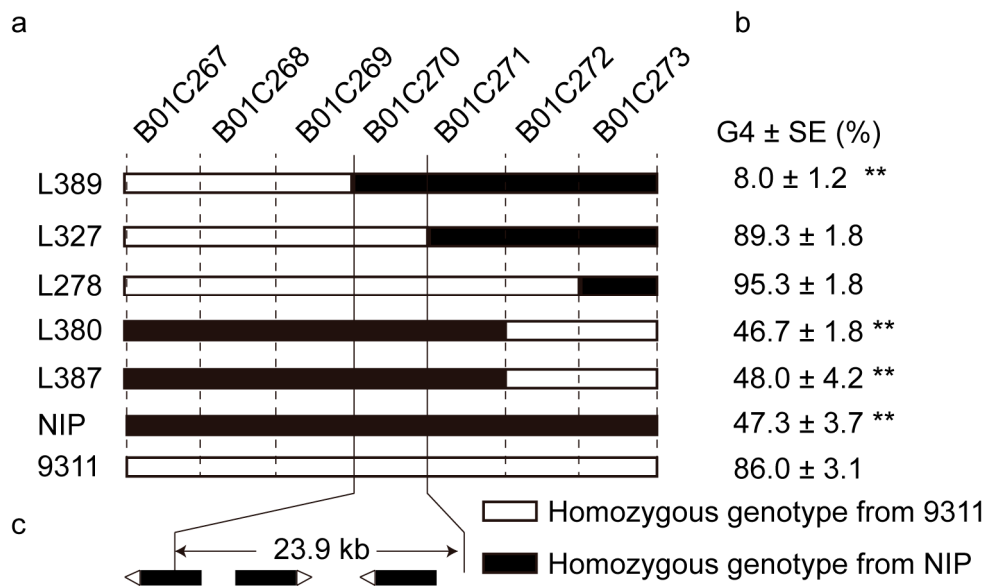 a
b
B01C267
B01C268
B01C269
B01C270
B01C271
B01C272
B01C273
G4 ± SE (%)
L389
8.0 ± 1.2 **
L327
89.3 ± 1.8
L278
95.3 ± 1.8
L380
46.7 ± 1.8 **
L387
48.0 ± 4.2 **
NIP
47.3 ± 3.7 **
9311
86.0 ± 3.1
c
Homozygous genotype from 9311
23.9 kb
Homozygous genotype from NIP